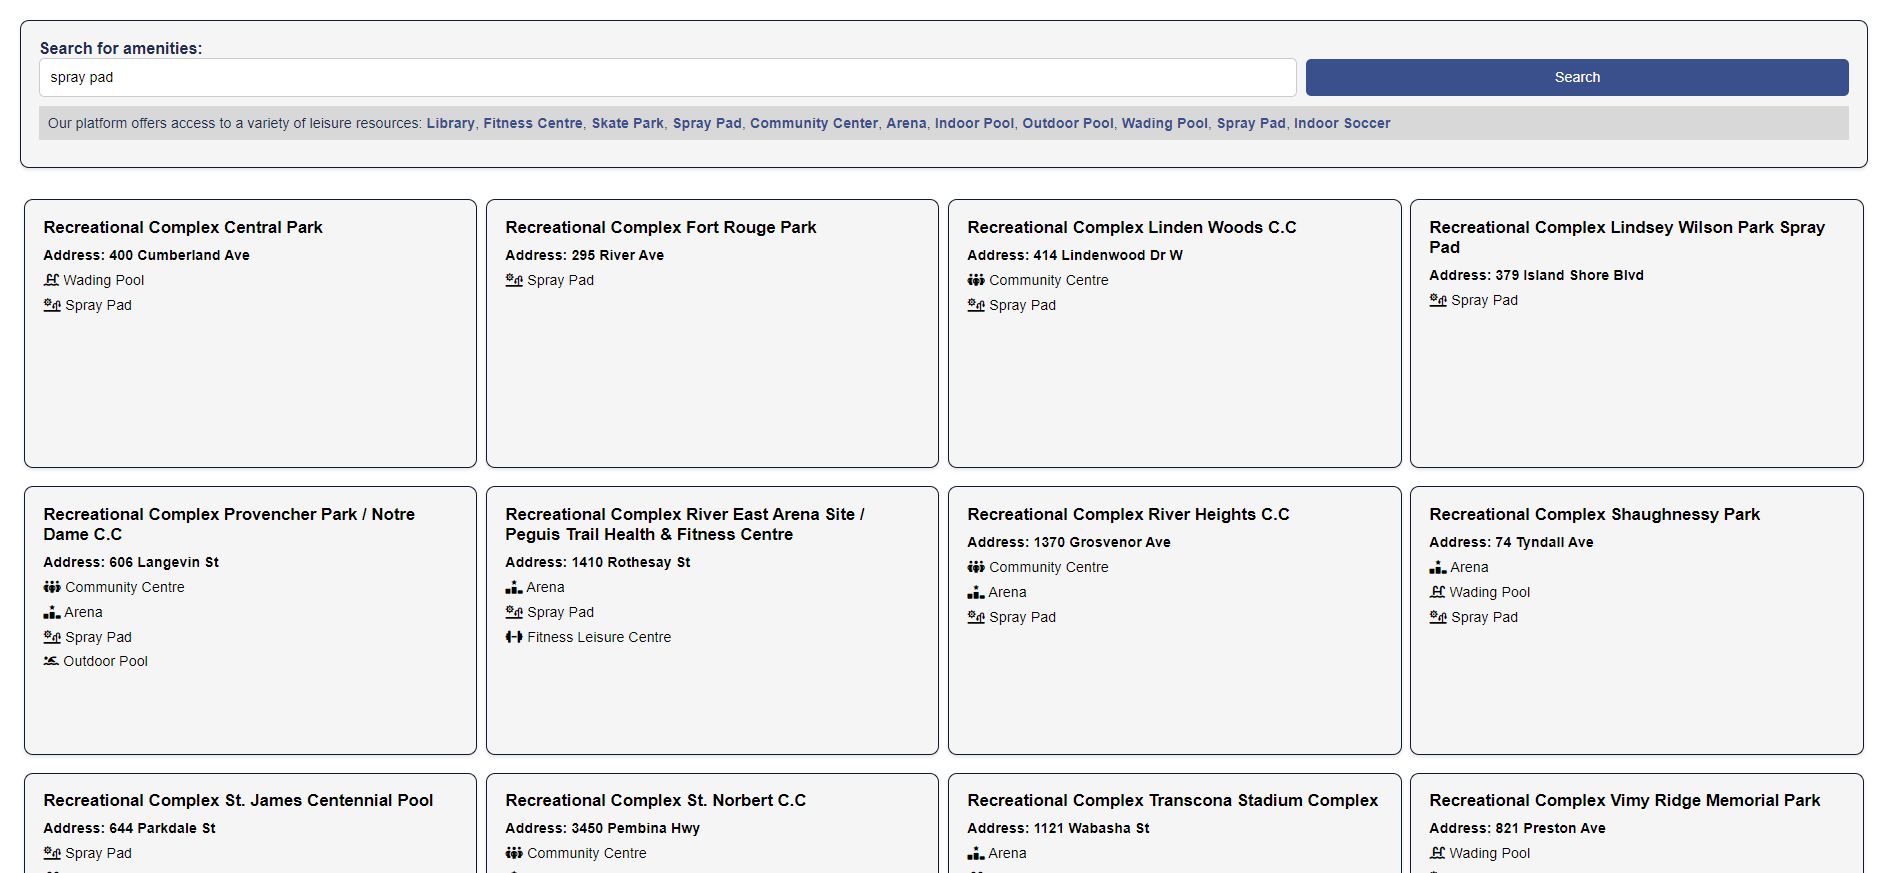 Search for amenities:
spray pad
Search
Our platform offers access to a variety of leisure resources: Library, Fitness Centre, Skate Park, Spray Pad, Community Center, Arena, Indoor Pool, Outdoor Pool, Wading Pool, Spray Pad, Indoor Soccer
Recreational Complex Central Park
Address: 400 Cumberland Ave
Wading Pool
Spray Pad
Recreational Complex Fort Rouge Park
Address: 295 River Ave
Spray Pad
Recreational Complex Linden Woods C.C
Address: 414 Lindenwood Dr W
Community Centre
Spray Pad
Recreational Complex Lindsey Wilson Park Spray
Pad
Address: 379 Island Shore Blvd
Spray Pad
Recreational Complex Provencher Park / Notre
Dame C.C
Address: 606 Langevin St
Community Centre
Arena
Spray Pad
Outdoor Pool
Recreational Complex River East Arena Site /
Peguis Trail Health & Fitness Centre
Address: 1410 Rothesay St
Arena
Spray Pad
Fitness Leisure Centre
Recreational Complex River Heights C.C
Address: 1370 Grosvenor Ave
Community Centre
Arena
Spray Pad
Recreational Complex Shaughnessy Park
Address: 74 Tyndall Ave
Arena
Wading Pool
Spray Pad
Recreational Complex St. James Centennial Pool
Address: 644 Parkdale St
Spray Pad
Recreational Complex St. Norbert C.C
Address: 3450 Pembina Hwy
Community Centre
Recreational Complex Transcona Stadium Complex
Address: 1121 Wabasha St
Arena
Recreational Complex Vimy Ridge Memorial Park
Address: 821 Preston Ave
Wading Pool